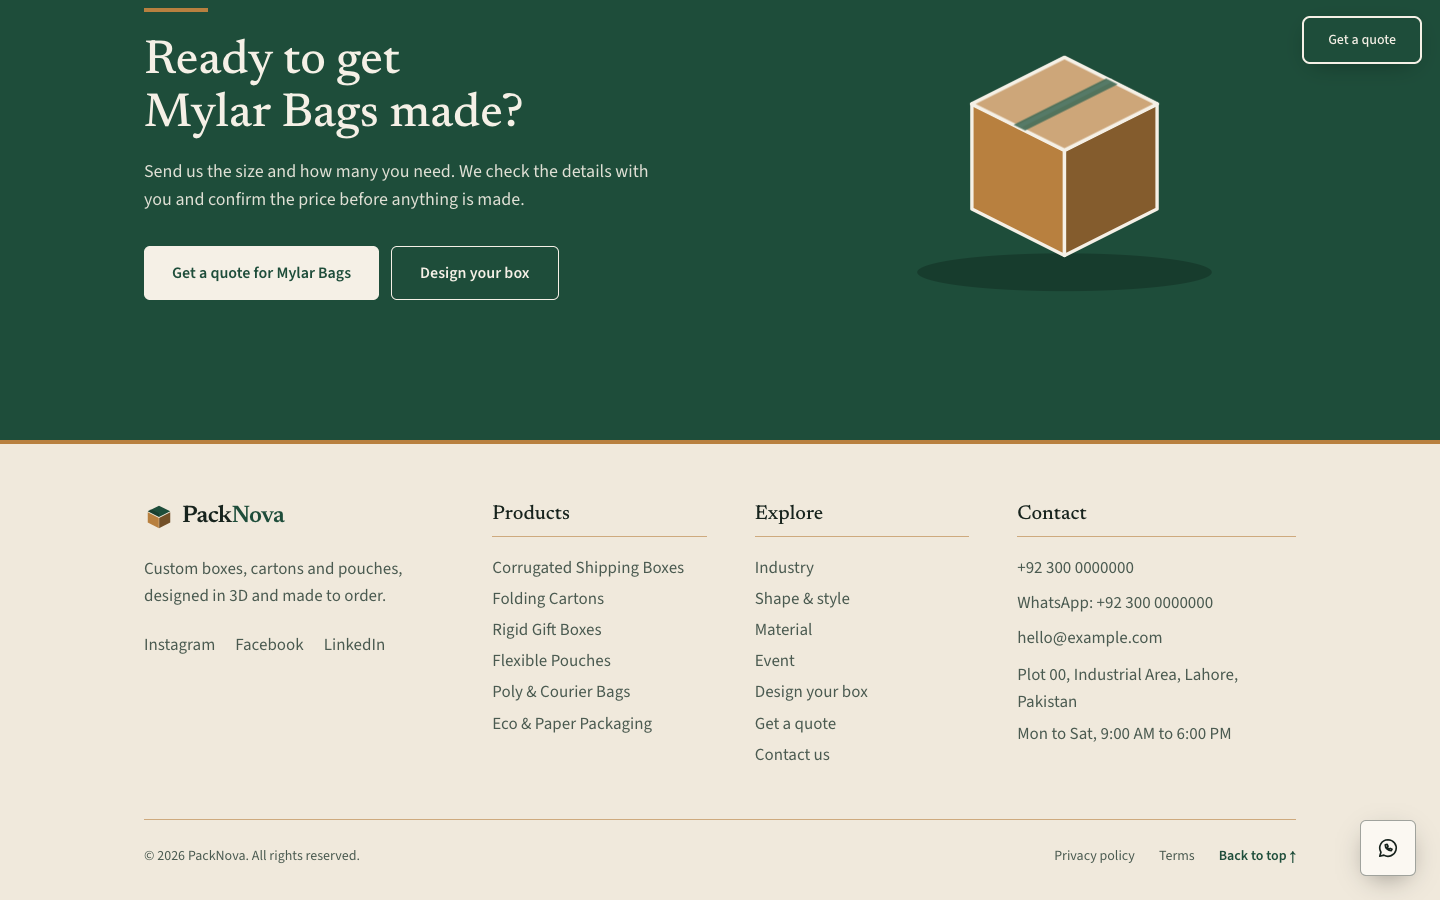 Get a quote
Ready to get
Mylar Bags made?
Send us the size and how many you need. We check the details with
you and confirm the price before anything is made.
Get a quote for Mylar Bags
Design your box
PackNova
Custom boxes, cartons and pouches,
designed in 3D and made to order.
Instagram
Facebook
LinkedIn
Products
Corrugated Shipping Boxes
Folding Cartons
Rigid Gift Boxes
Flexible Pouches
Poly & Courier Bags
Eco & Paper Packaging
Explore
Industry
Shape & style
Material
Event
Design your box
Get a quote
Contact us
Contact
+92 300 0000000
WhatsApp: +92 300 0000000
hello@example.com
Plot 00, Industrial Area, Lahore,
Pakistan
Mon to Sat, 9:00 AM to 6:00 PM
© 2026 PackNova. All rights reserved.
Privacy policy
Terms
Back to top ↑